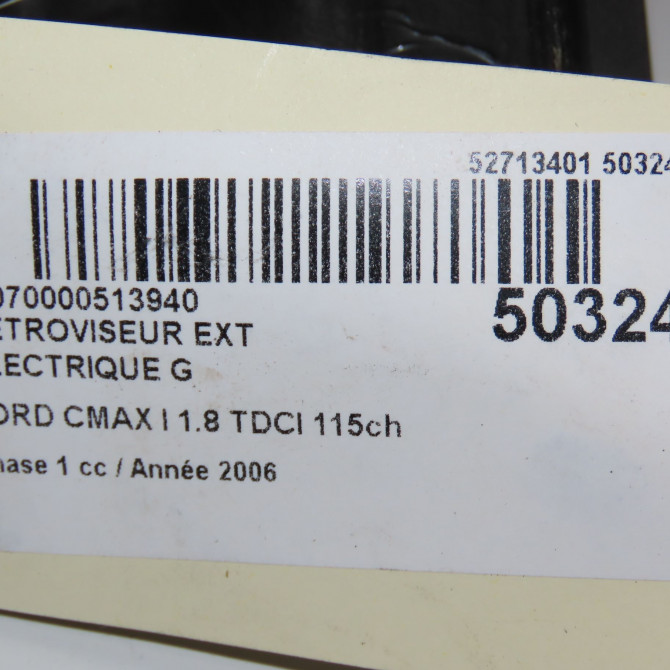 52713401 50324
070000513940
50324
ETROVISEUR EXT
LECTRIQUE G
ORD CMAX I 1.8 TDCI 115ch
hase 1 cc / Année 2006